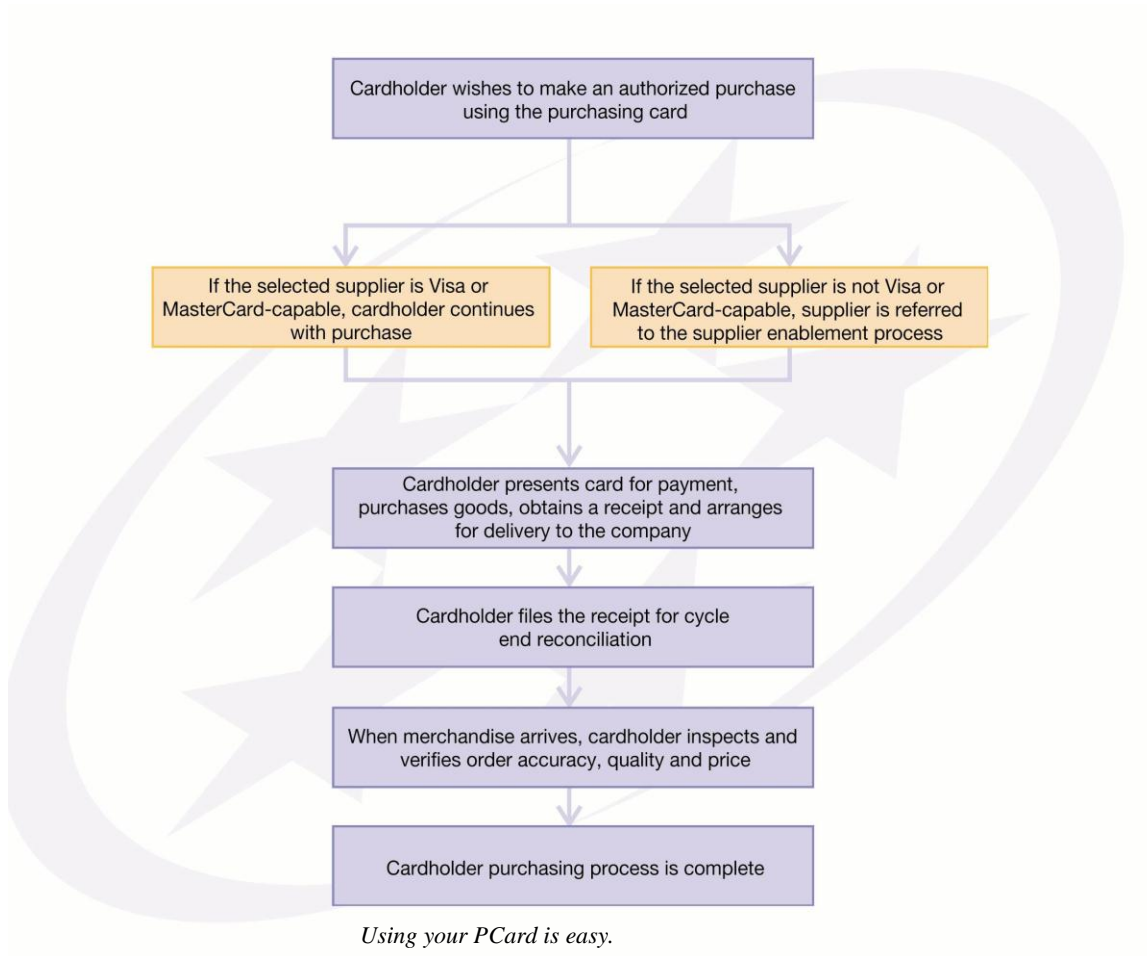 Cardholder wishes to make an authorized purchase
using the purchasing card
If the selected supplier is Visa or
MasterCard-capable, cardholder continues
with purchase
If the selected supplier is not Visa or
MasterCard-capable, supplier is referred
to the supplier enablement process
Cardholder presents card for payment,
purchases goods, obtains a receipt and arranges
for delivery to the company
Cardholder files the receipt for cycle
end reconciliation
When merchandise arrives, cardholder inspects and
verifies order accuracy, quality and price
Cardholder purchasing process is complete
Using your PCard is easy.